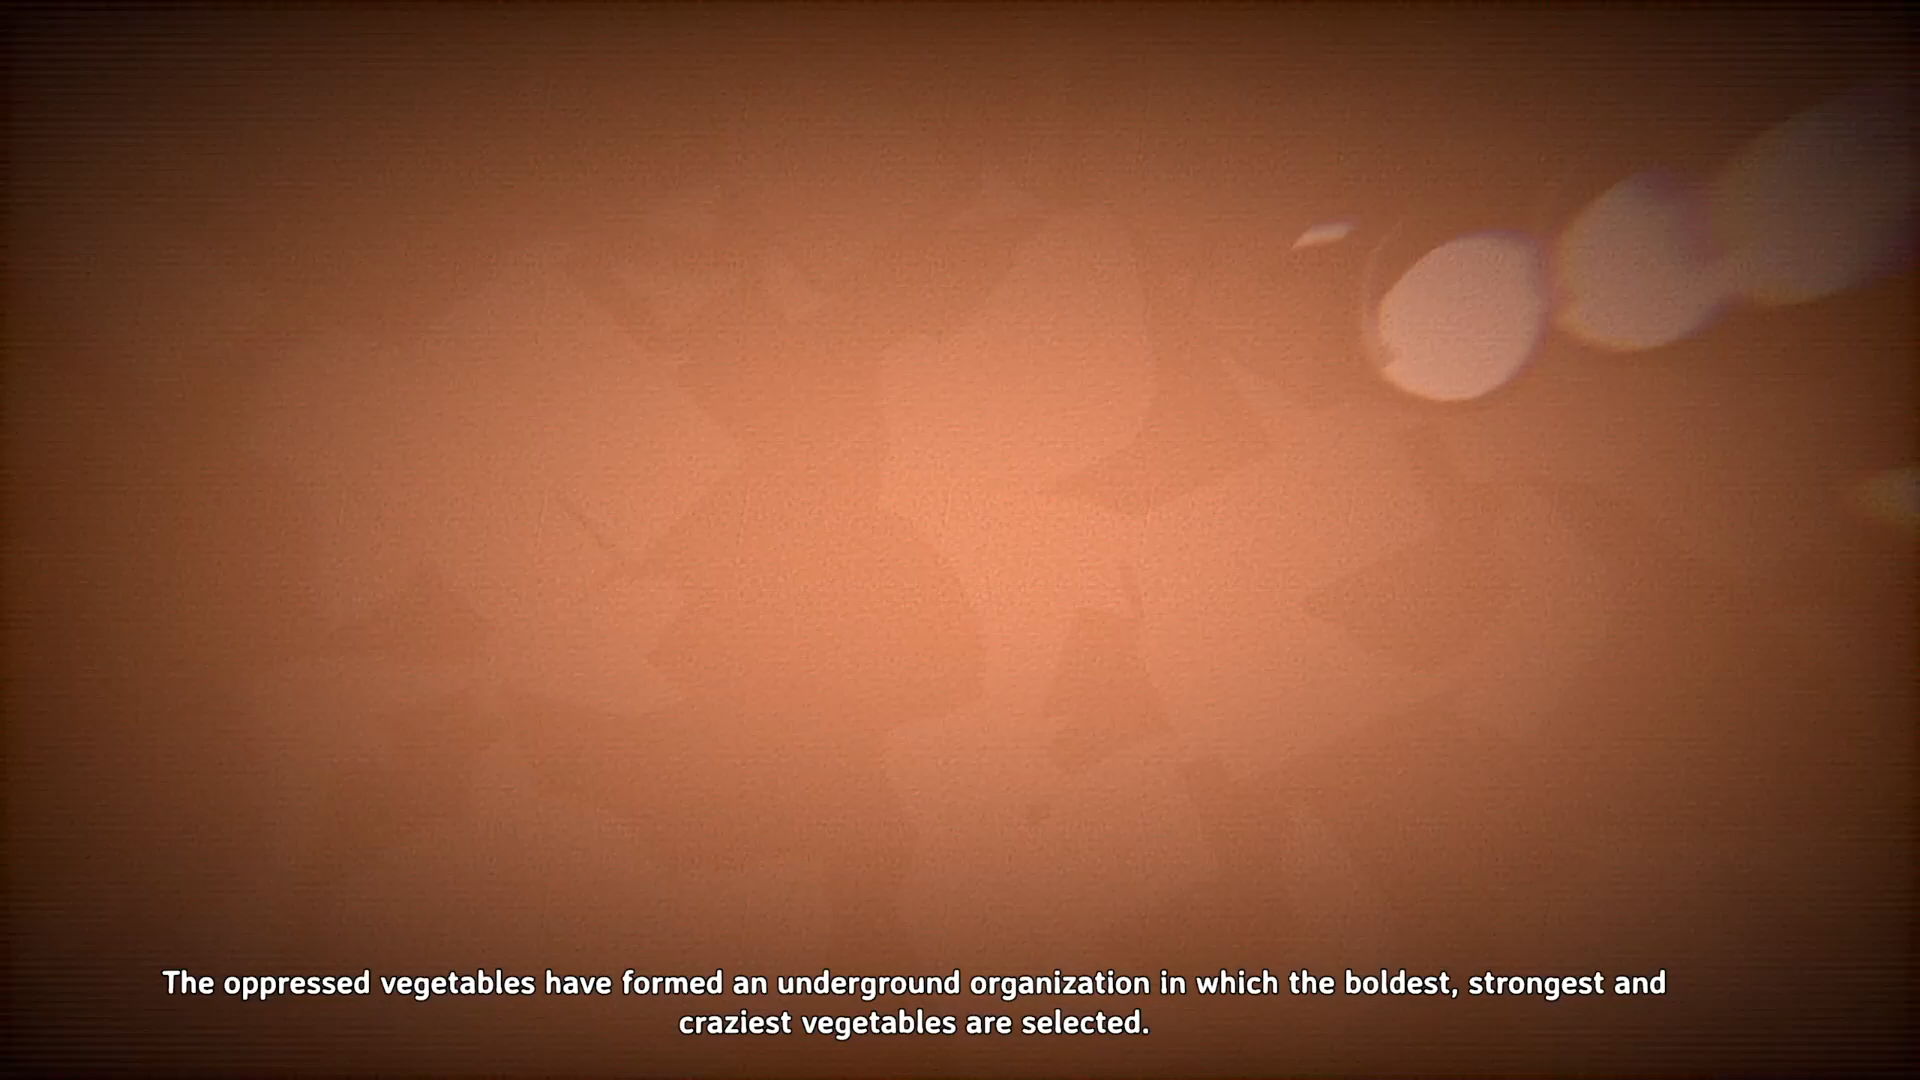 The oppressed vegetables have formed an underground organization in which the boldest, strongest and
craziest vegetables are selected.